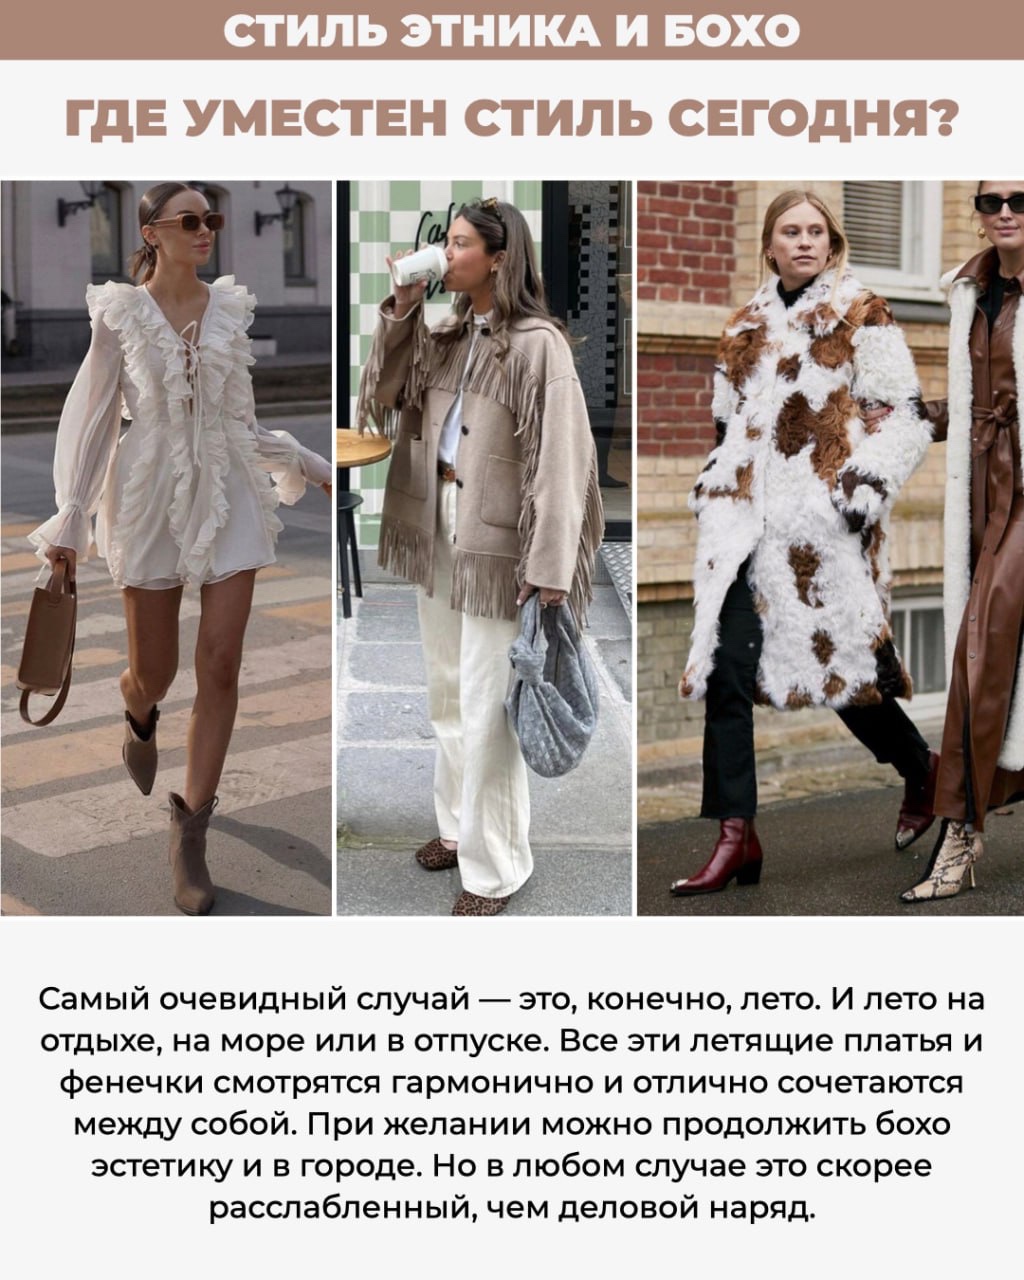 СТИЛЬ ЭТНИКА И БОХО
ГДЕ УМЕСТЕН СТИЛЬ СЕГОДНЯ?
Самый очевидный случай — это, конечно, лето. И лето на
отдыхе, на море или в отпуске. Все эти летящие платья и
фенечки смотрятся гармонично и отлично сочетаются
между собой. При желании можно продолжить бохо
эстетику и в городе. Но в любом случае это скорее
расслабленный, чем деловой наряд.